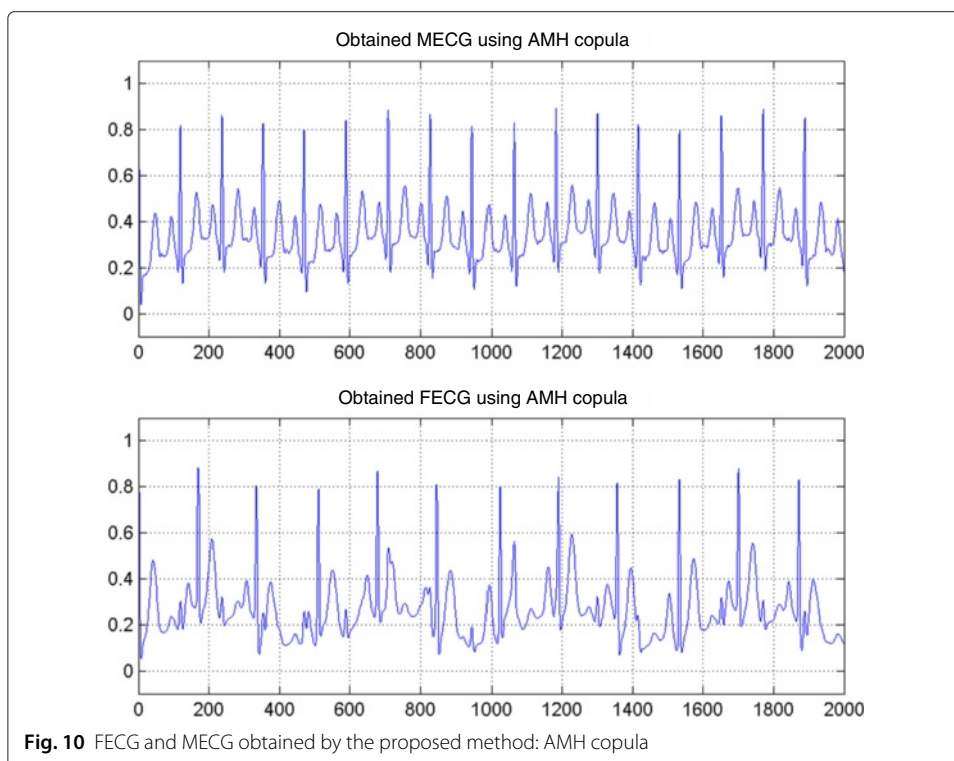 Obtained MECG using AMH copula
1
0.8
0.6
0.4
0.2
0
0 200 400 600 800 1000 1200 1400 1600 1800 2000
Obtained FECG using AMH copula
1
0.8
0.6
0.4
0.2
0
0 200 400 600 800 1000 1200 1400 1600 1800 2000
Fig. 10 FECG and MECG obtained by the proposed method: AMH copula